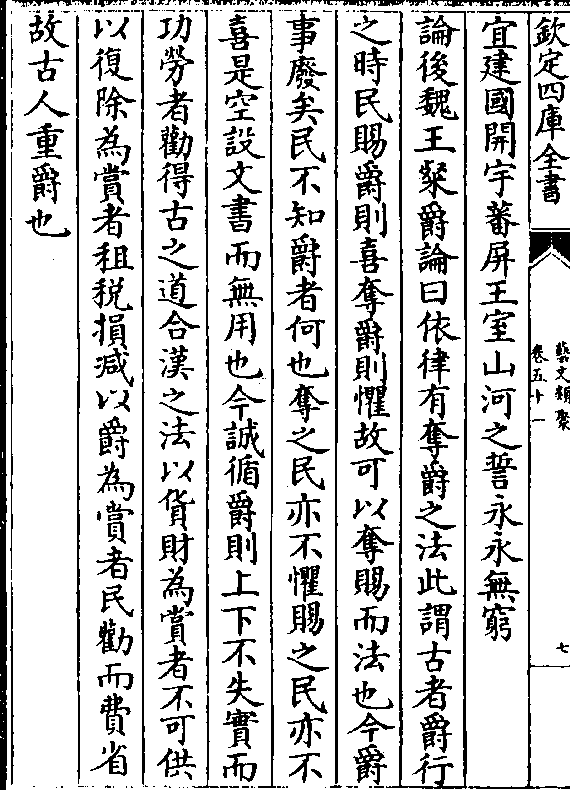 欽定四庫全書
藝文類聚
卷五十一
七
宜建國開宇蕃屏王室山河之誓永永無窮
論後魏王粲爵論曰依律有奪爵之法此謂古者爵行
之時民賜爵則喜奪爵則懼故可以奪賜而法也今爵
事廢矣民不知爵者何也奪之民亦不懼賜之民亦不
喜是空設文書而無用也今誠循爵則上下不失實而
功勞者勸得古之道合漢之法以貨財為賞者不可供
以復除為賞者租税損減以爵為賞者民勸而費省
故古人重爵也